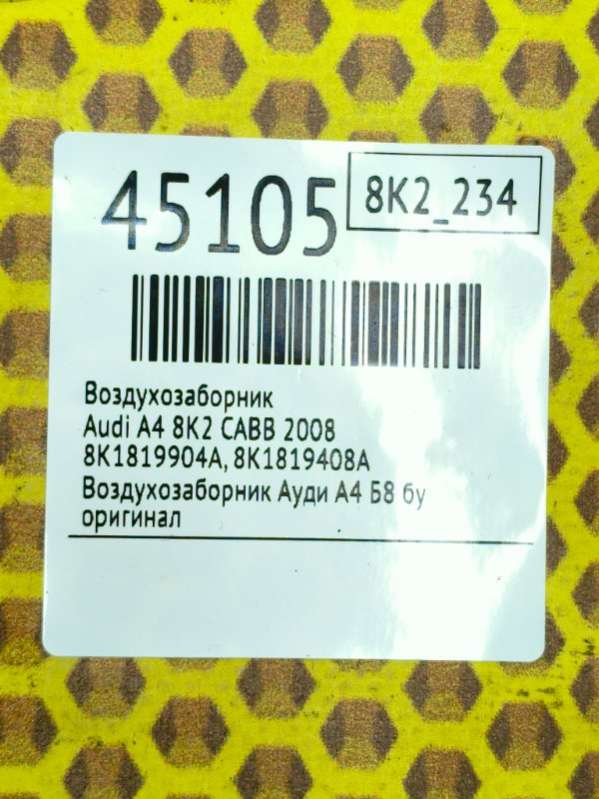 45105
8K2_234
Воздухозаборник
Audi A4 8K2 CABB 2008
8K1819904A, 8K1819408A
Воздухозаборник Ауди А4 Б8 бу
оригинал